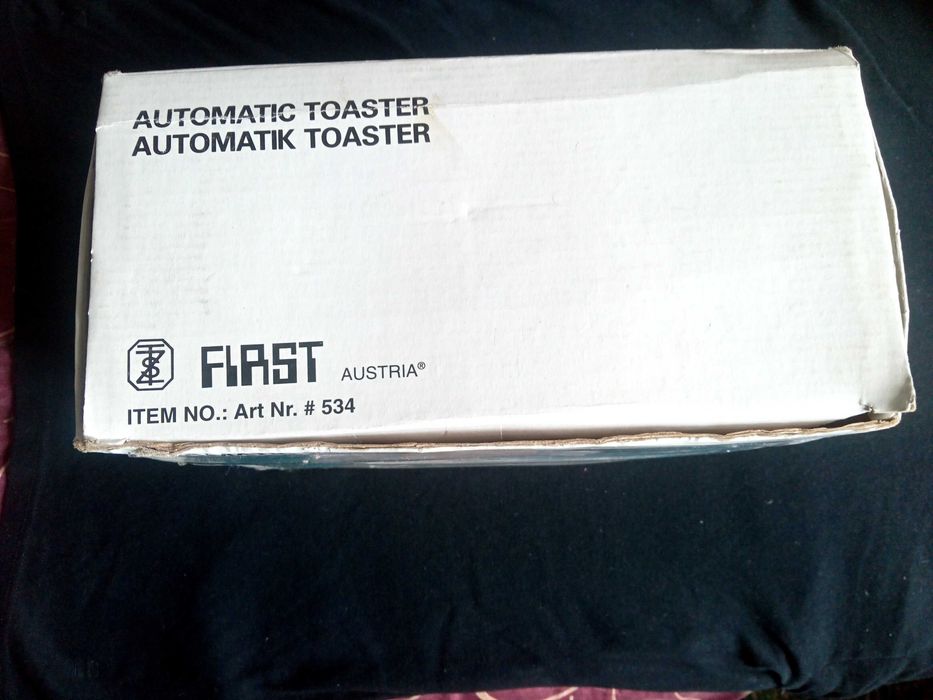 AUTOMATIC TOASTER
AUTOMATIK TOASTER
FIRST AUSTRIA®
ITEM NO.: Art Nr. # 534